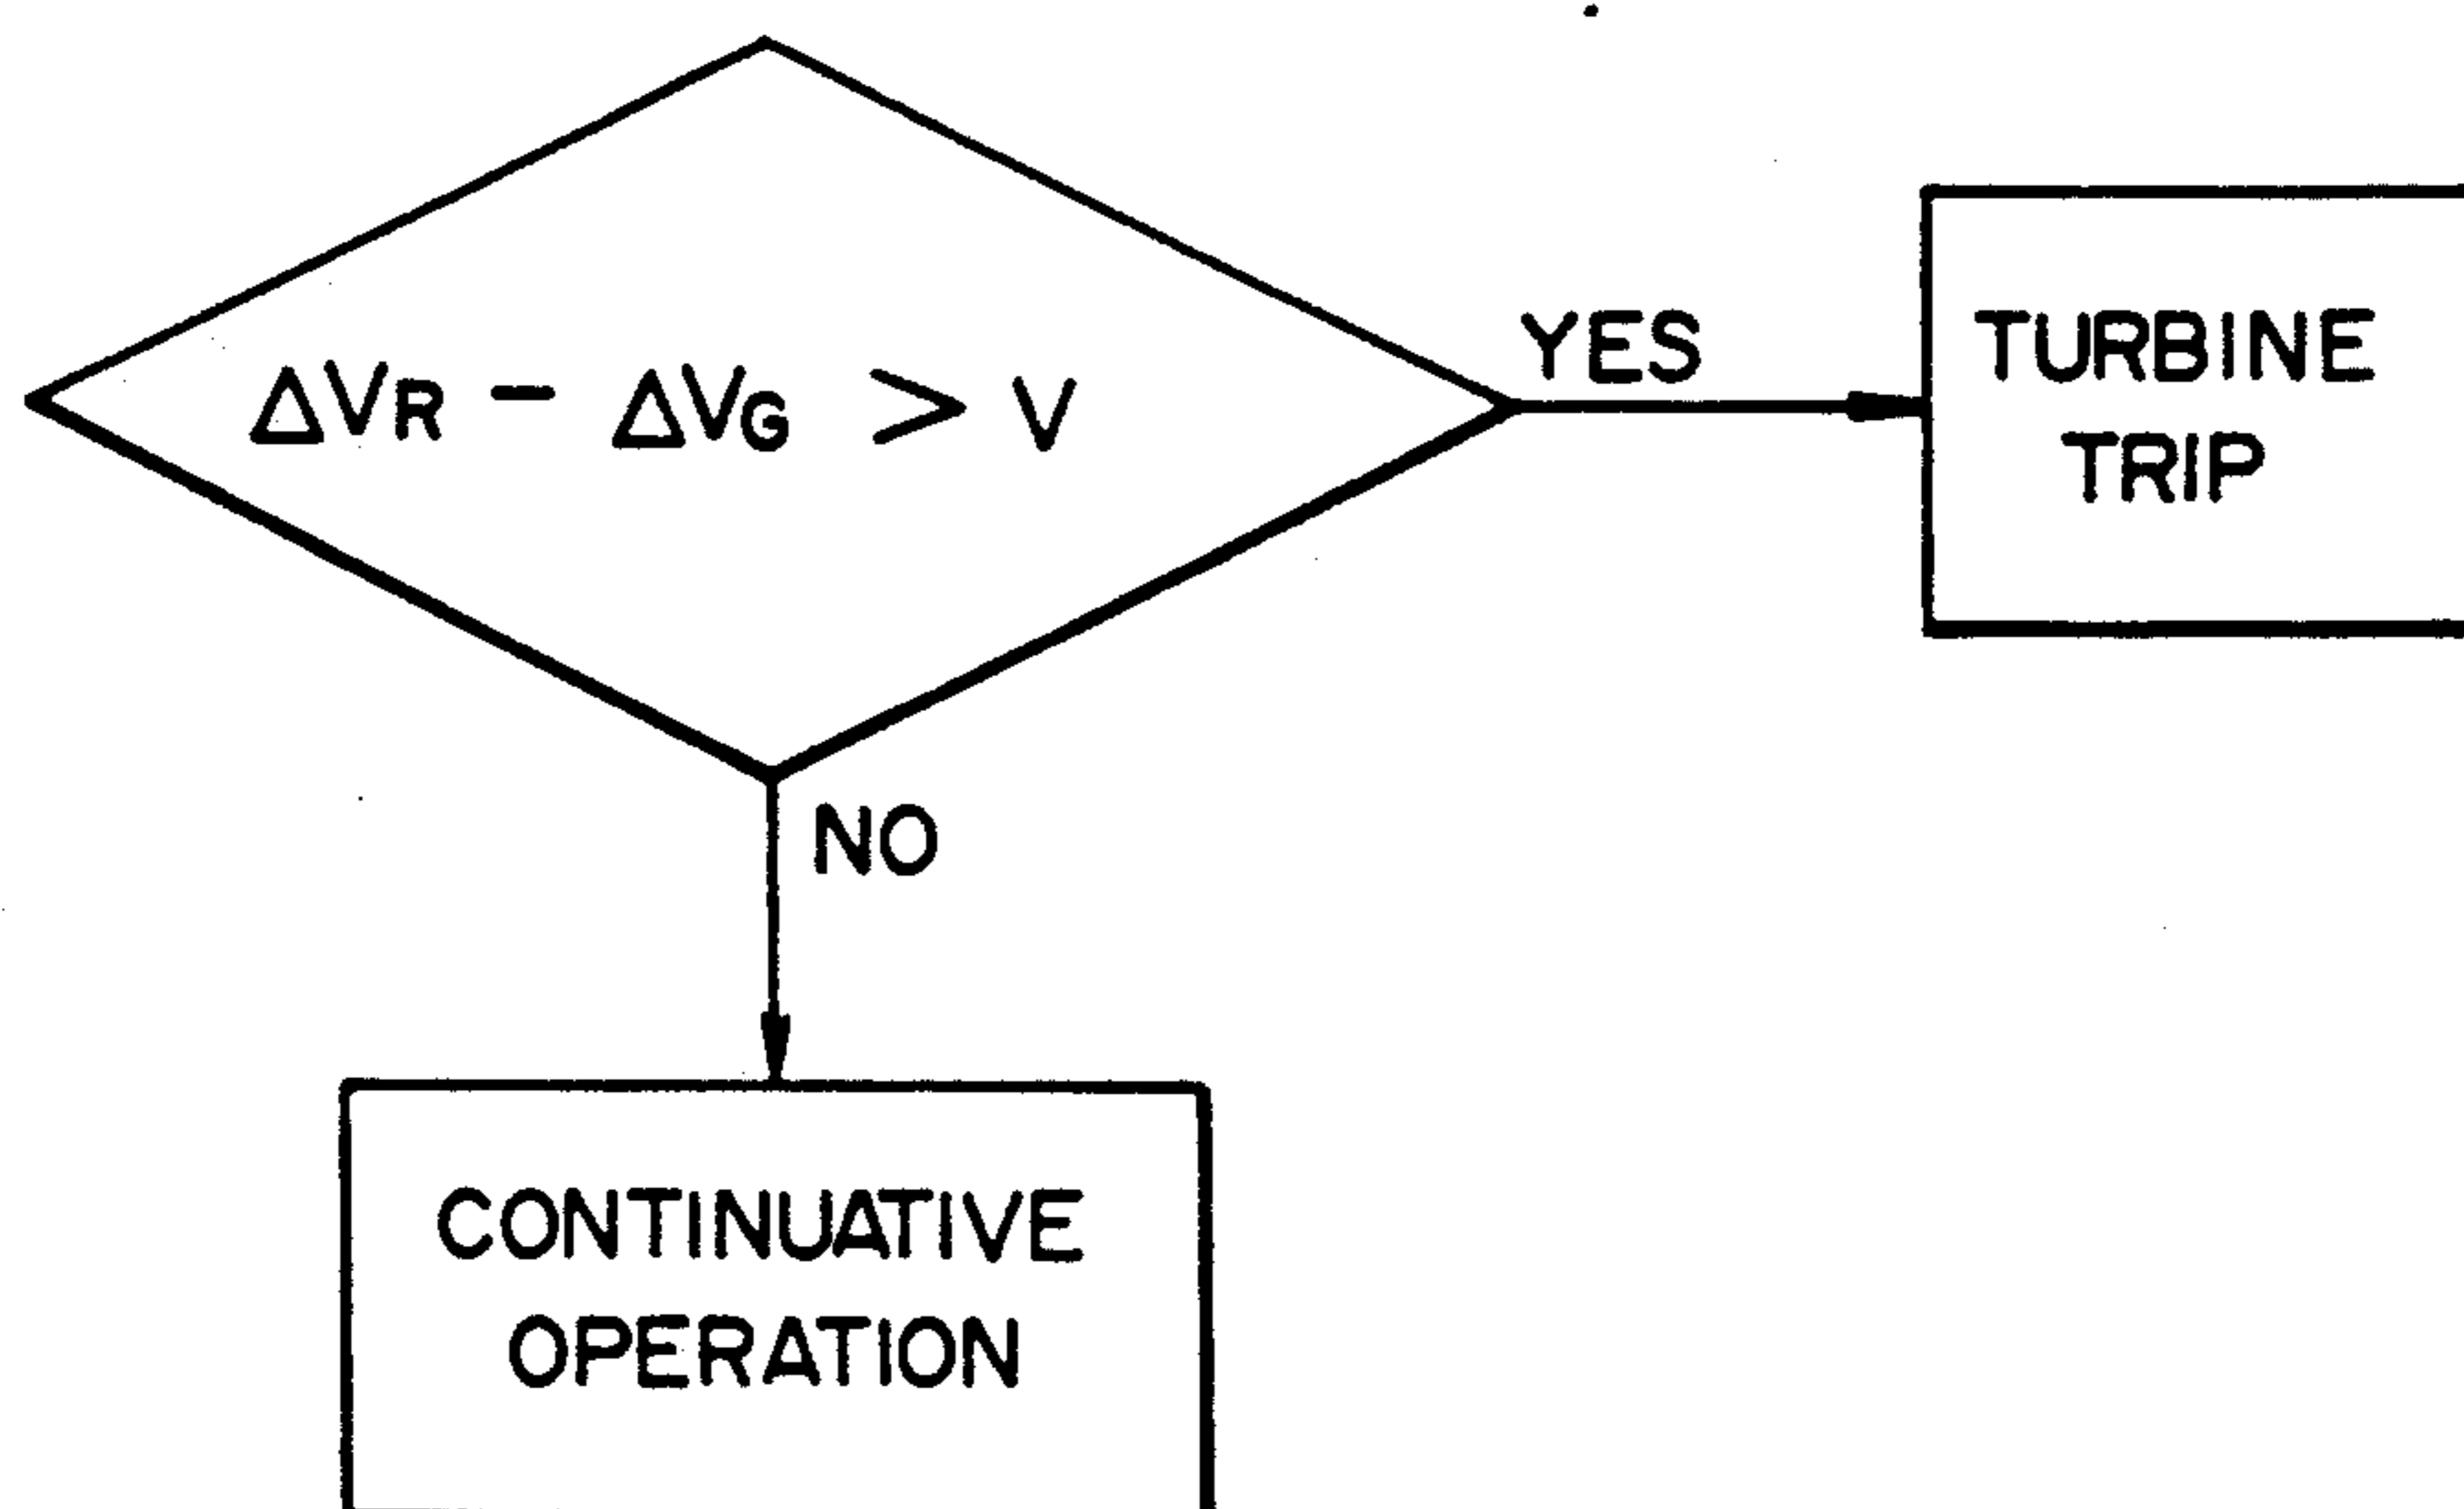 ΔVR - ΔVG > V
YES
TURBINE
TRIP
NO
CONTINUATIVE
OPERATION